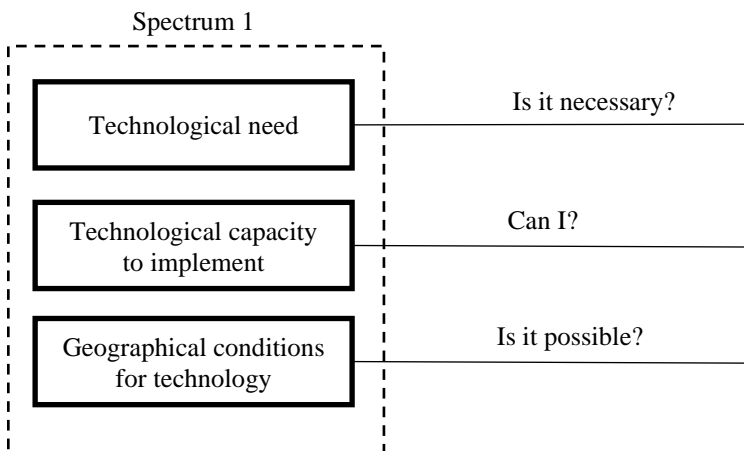 Spectrum 1
Technological need
Is it necessary?
Technological capacity
to implement
Can I?
Geographical conditions
for technology
Is it possible?